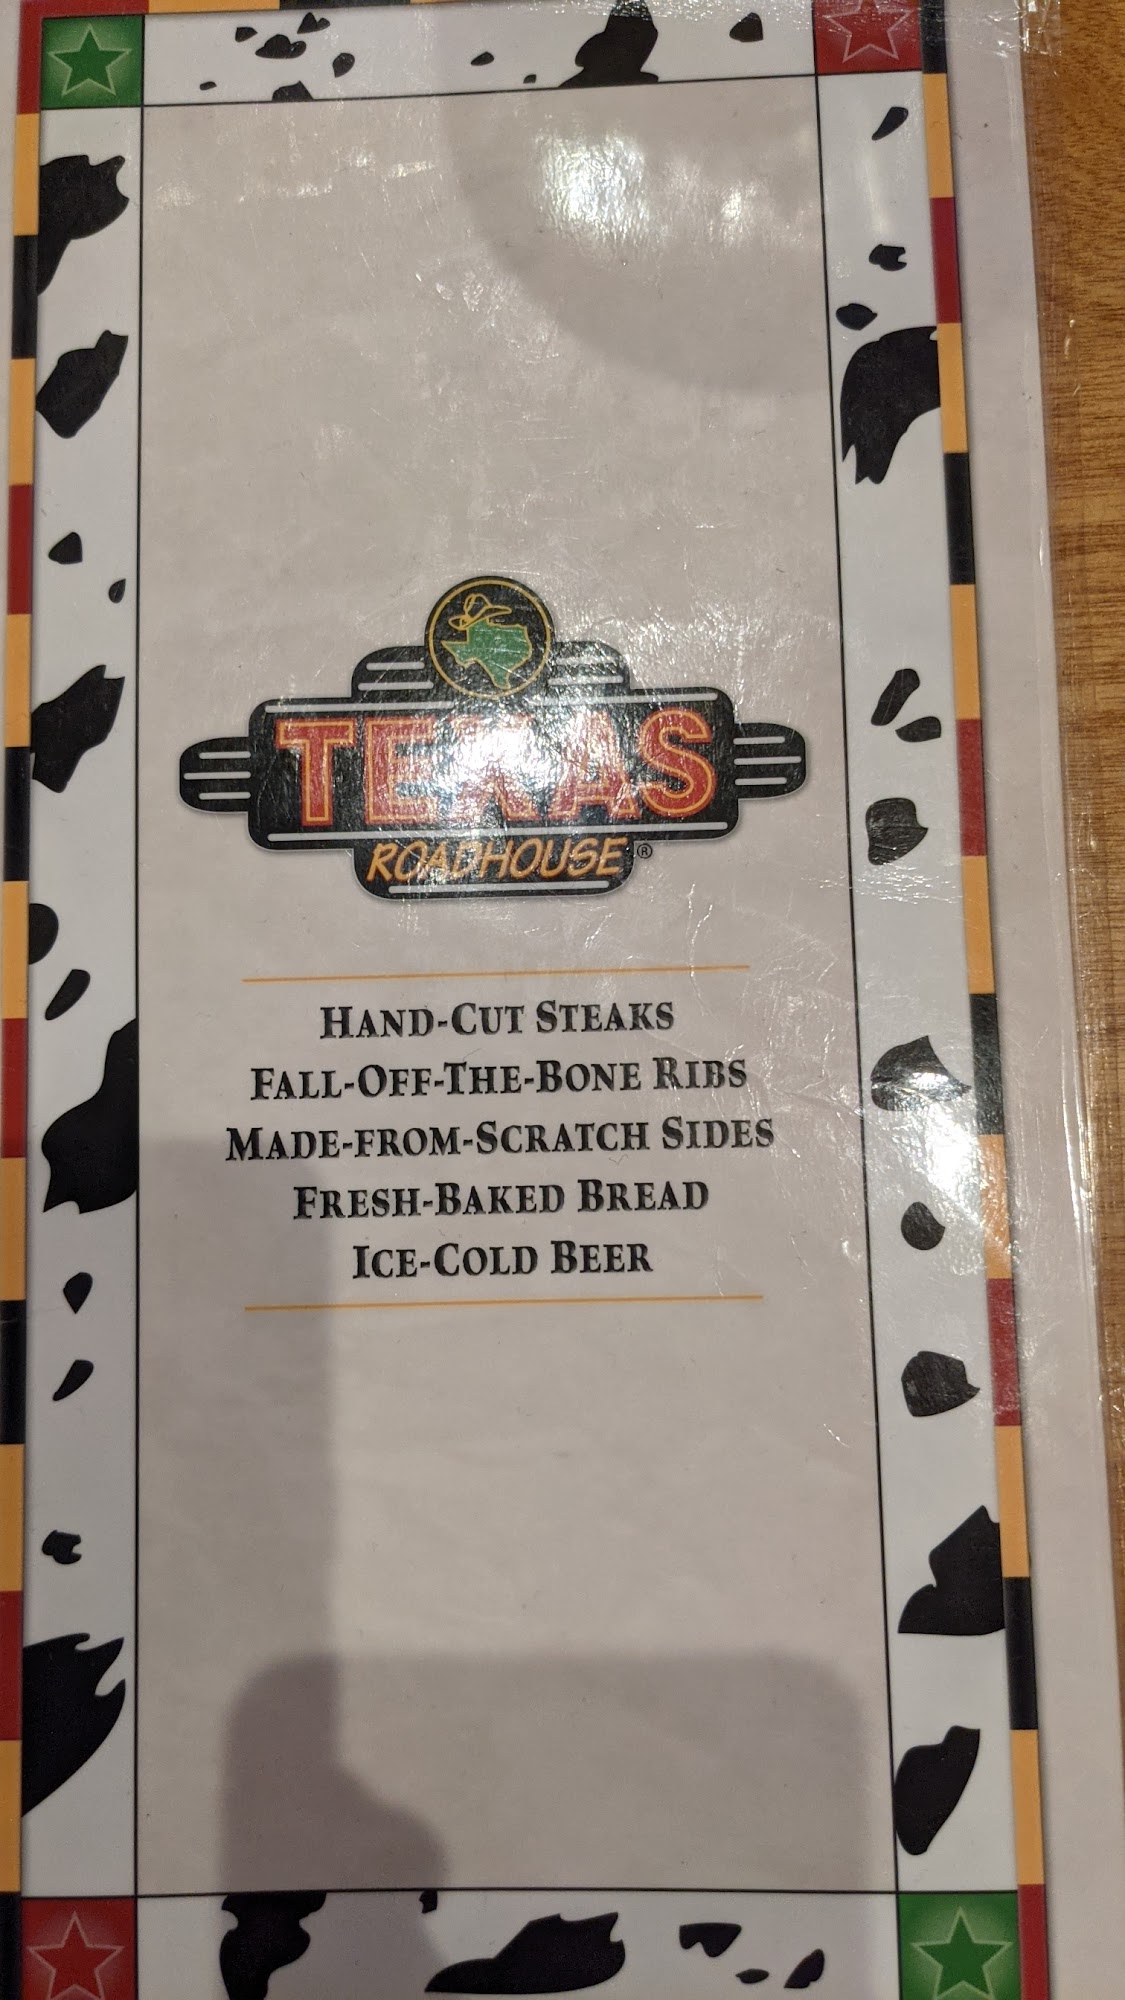 TEXAS
ROADHOUSE®
HAND-CUT STEAKS
FALL-OFF-THE-BONE RIBS
MADE-FROM-SCRATCH SIDES
FRESH-BAKED BREAD
ICE-COLD BEER